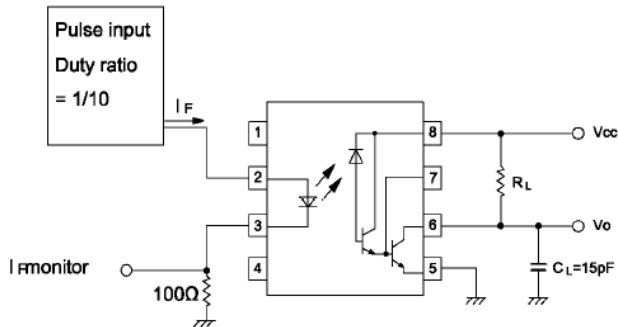 Pulse input
Duty ratio
= 1/10
I F
1
2
3
4
8
7
6
5
Vcc
RL
Vo
CL=15pF
IFmonitor
100Ω